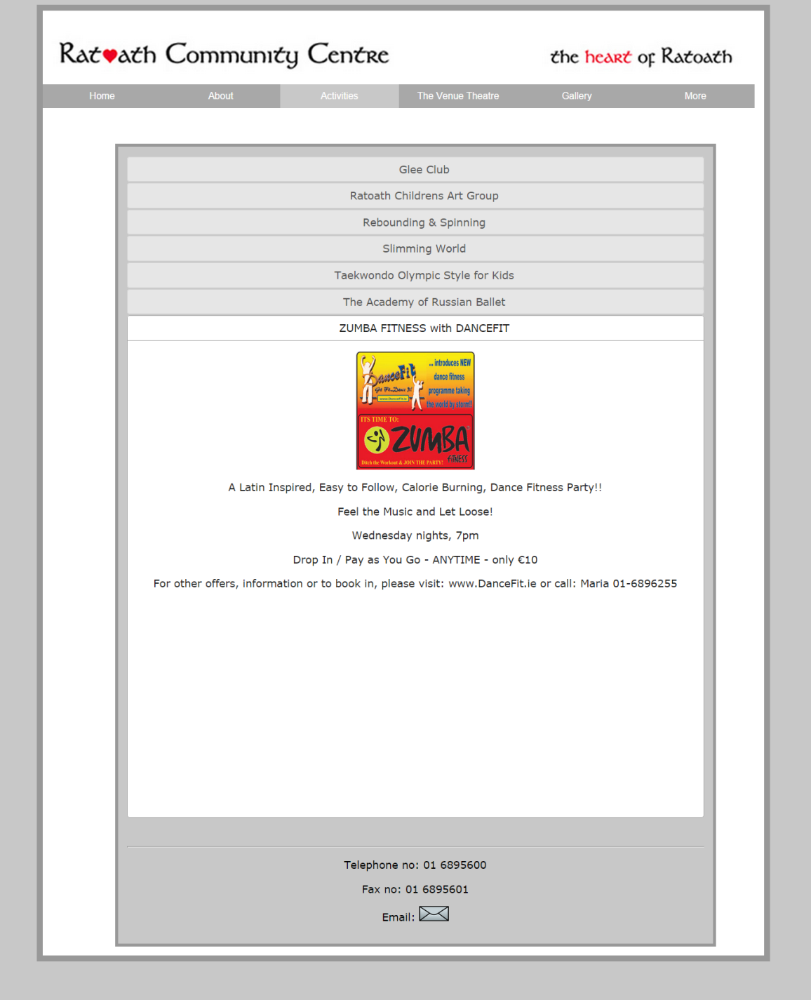 Ratoath Community Centre
the heart of Ratoath
Home About Activities The Venue Theatre Gallery More
Glee Club
Ratoath Childrens Art Group
Rebounding & Spinning
Slimming World
Taekwondo Olympic Style for Kids
The Academy of Russian Ballet
ZUMBA FITNESS with DANCEFIT
DanceFit
Get Fit...Dance It!
www.DanceFit.ie
... introduces NEW
dance fitness
programme taking
the world by storm!!
ITS TIME TO:
ZUMBA
FITNESS
Ditch the Workout & JOIN THE PARTY!
A Latin Inspired, Easy to Follow, Calorie Burning, Dance Fitness Party!!
Feel the Music and Let Loose!
Wednesday nights, 7pm
Drop In / Pay as You Go - ANYTIME - only €10
For other offers, information or to book in, please visit: www.DanceFit.ie or call: Maria 01-6896255
Telephone no: 01 6895600
Fax no: 01 6895601
Email: